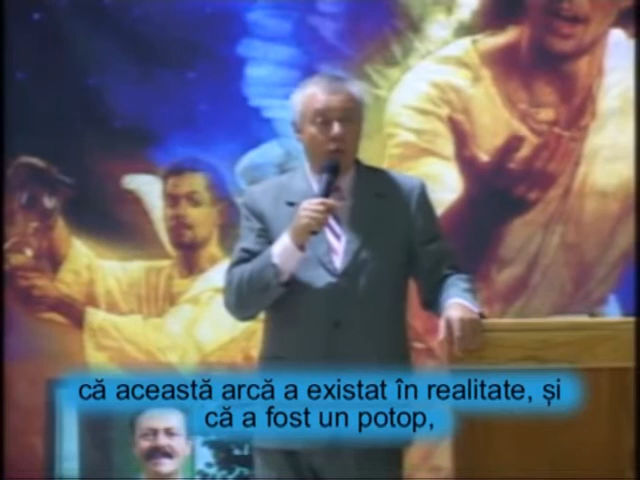 că această arcă a existat în realitate, și
că a fost un potop,